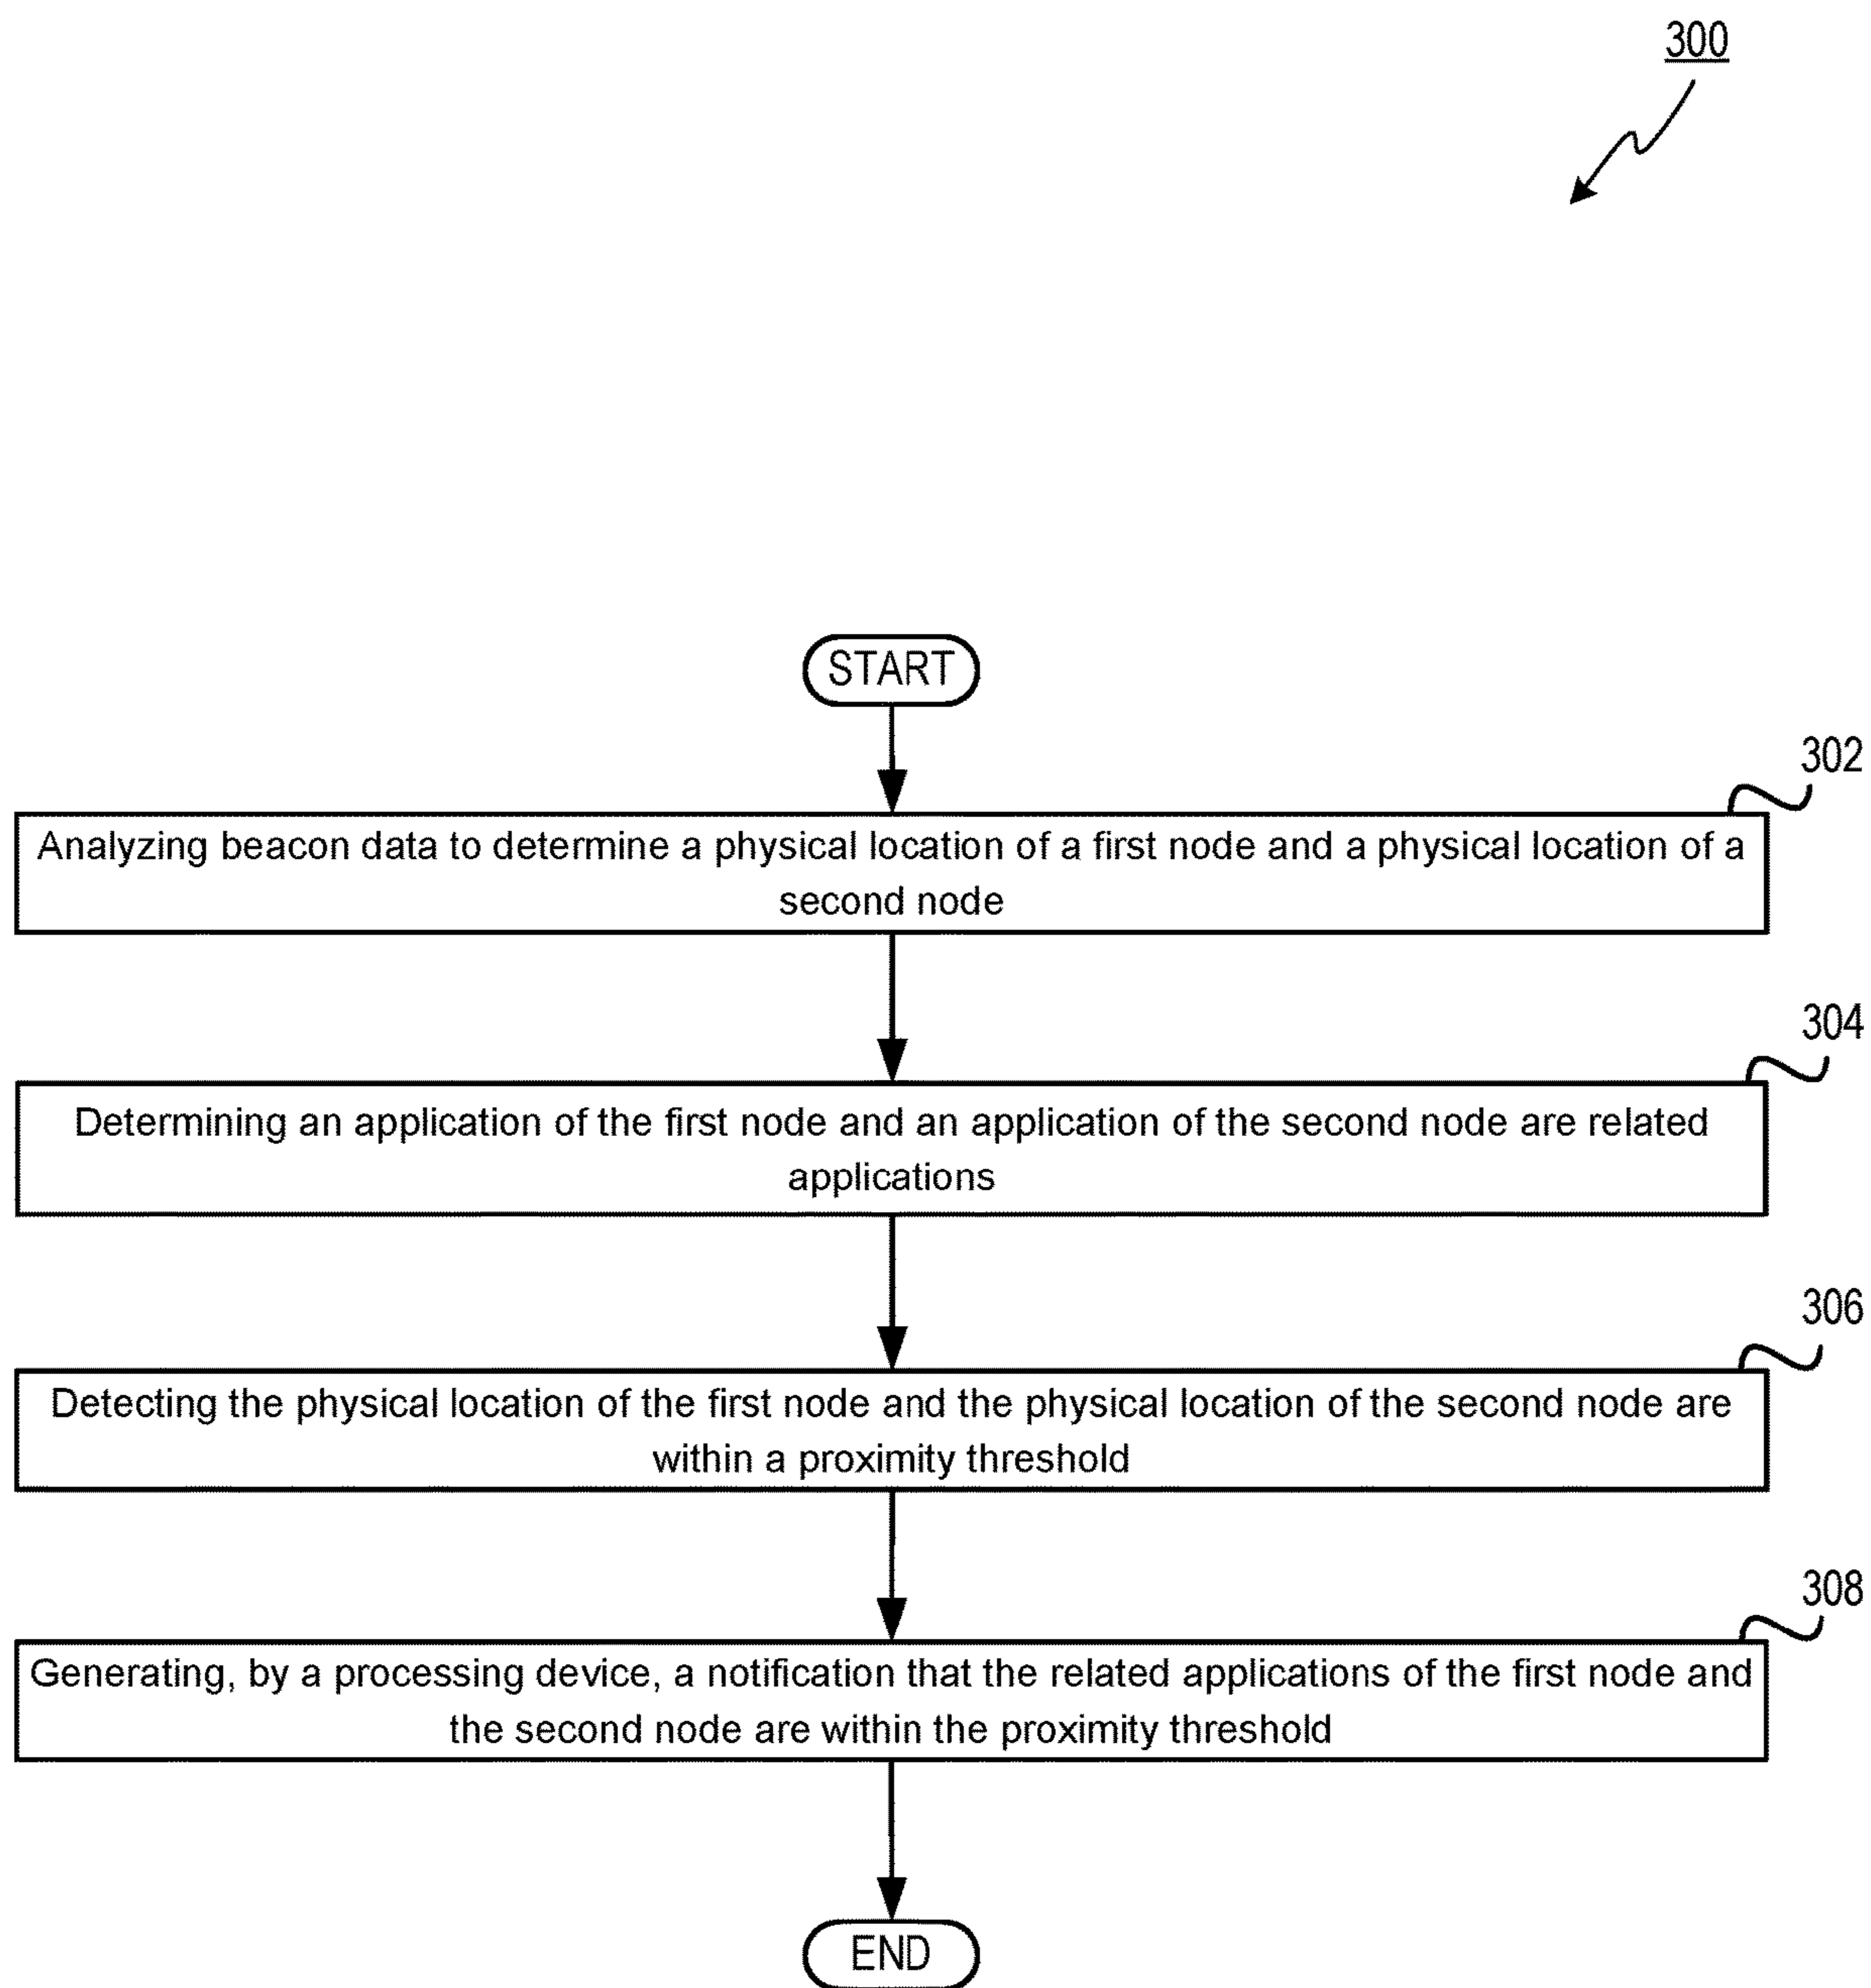 300
START
302
Analyzing beacon data to determine a physical location of a first node and a physical location of a
second node
304
Determining an application of the first node and an application of the second node are related
applications
306
Detecting the physical location of the first node and the physical location of the second node are
within a proximity threshold
308
Generating, by a processing device, a notification that the related applications of the first node and
the second node are within the proximity threshold
END